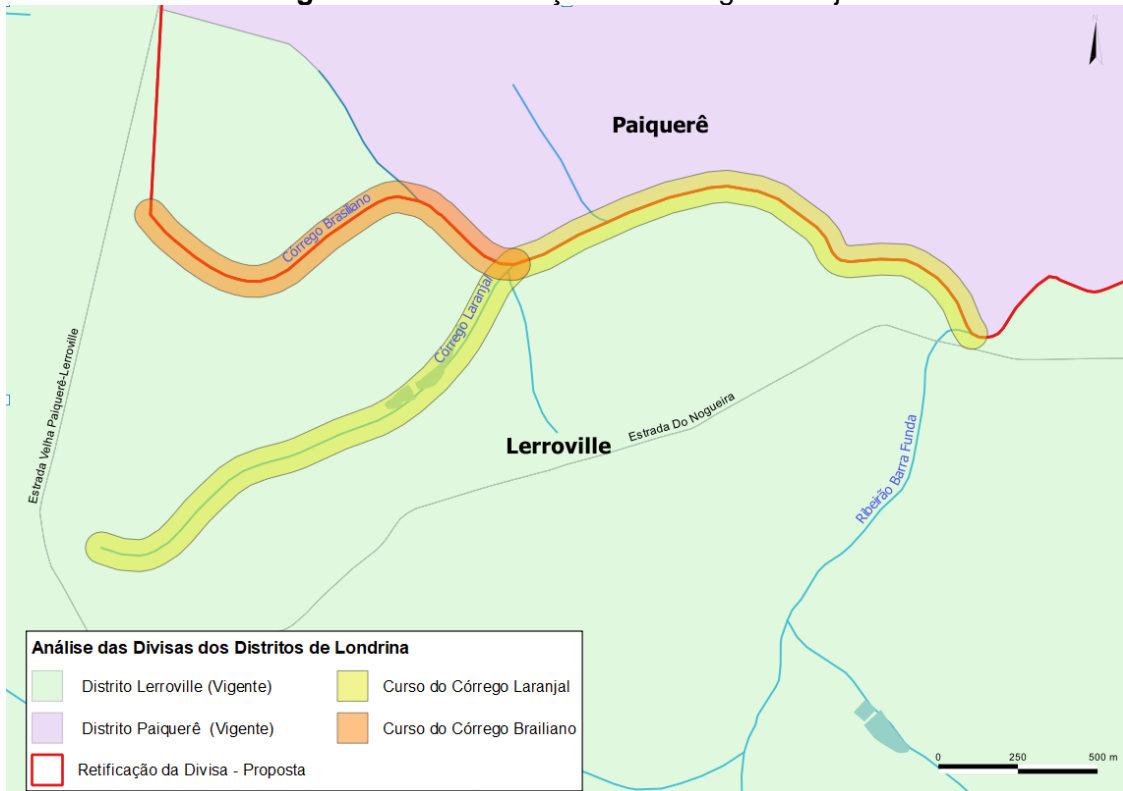 N
Paiquerê
Córrego Brasiliano
Córrego Laranjal
Estrada Velha Paiquerê-Lerroville
Lerroville
Estrada Do Nogueira
Ribeirão Barra Funda
Análise das Divisas dos Distritos de Londrina
Distrito Lerroville (Vigente)
Curso do Córrego Laranjal
Distrito Paiquerê (Vigente)
Curso do Córrego Brailiano
Retificação da Divisa - Proposta
0 250 500 m